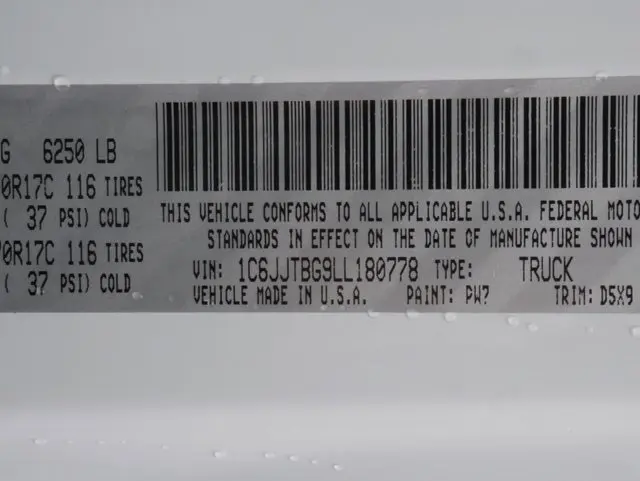 G 6250 LB
0R17C 116 TIRES
( 37 PSI) COLD
70R17C 116 TIRES
( 37 PSI) COLD
THIS VEHICLE CONFORMS TO ALL APPLICABLE U.S.A. FEDERAL MOTO
STANDARDS IN EFFECT ON THE DATE OF MANUFACTURE SHOWN
VIN: 1C6JJTBG9LL180778 TYPE: TRUCK
VEHICLE MADE IN U.S.A. PAINT: PW7 TRIM: D5X9